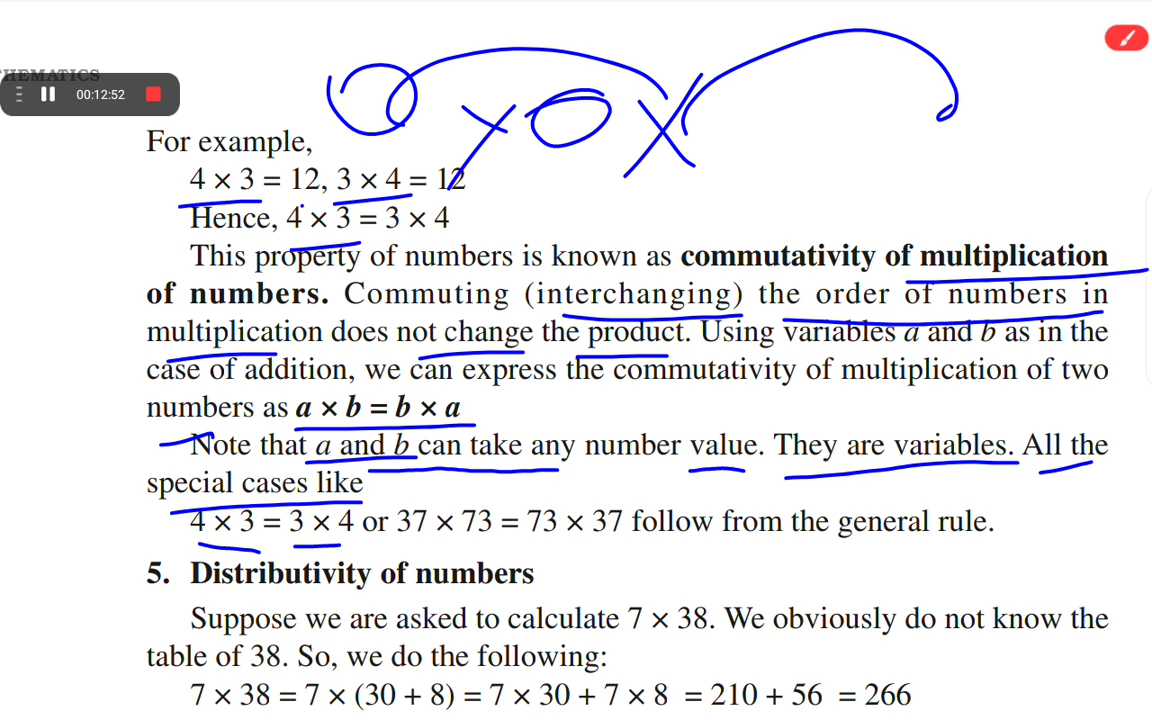 HEMATICS
00:12:52
For example,
4 × 3 = 12, 3 × 4 = 12
Hence, 4 × 3 = 3 × 4
This property of numbers is known as commutativity of multiplication
of numbers. Commuting (interchanging) the order of numbers in
multiplication does not change the product. Using variables a and b as in the
case of addition, we can express the commutativity of multiplication of two
numbers as a × b = b × a
Note that a and b can take any number value. They are variables. All the
special cases like
4 × 3 = 3 × 4 or 37 × 73 = 73 × 37 follow from the general rule.
5. Distributivity of numbers
Suppose we are asked to calculate 7 × 38. We obviously do not know the
table of 38. So, we do the following:
7 × 38 = 7 × (30 + 8) = 7 × 30 + 7 × 8 = 210 + 56 = 266